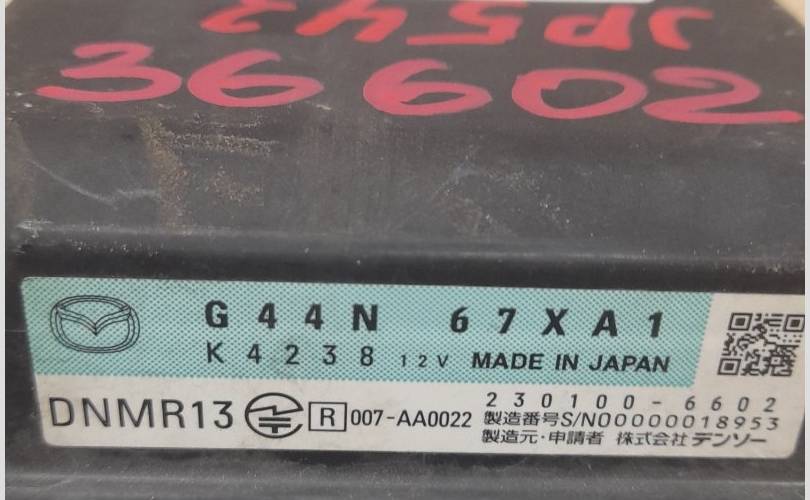 JP542
36602
G44N 67XA1
K4238 12V MADE IN JAPAN
DNMR13 R 007-AA0022
230100-6602
製造番号S/N00000018953
製造元・申請者 株式会社デンソー